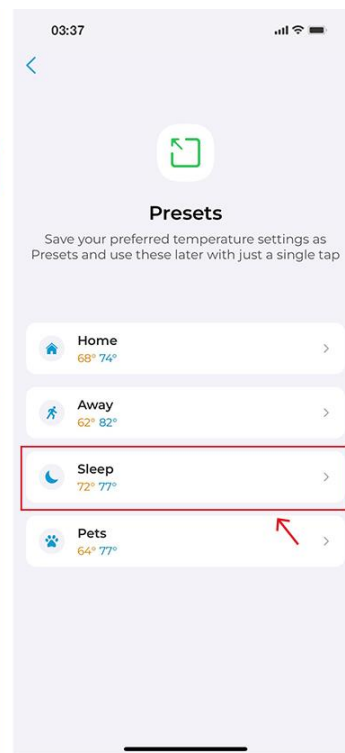 03:37
Presets
Save your preferred temperature settings as
Presets and use these later with just a single tap
Home
68° 74°
Away
62° 82°
Sleep
72° 77°
Pets
64° 77°